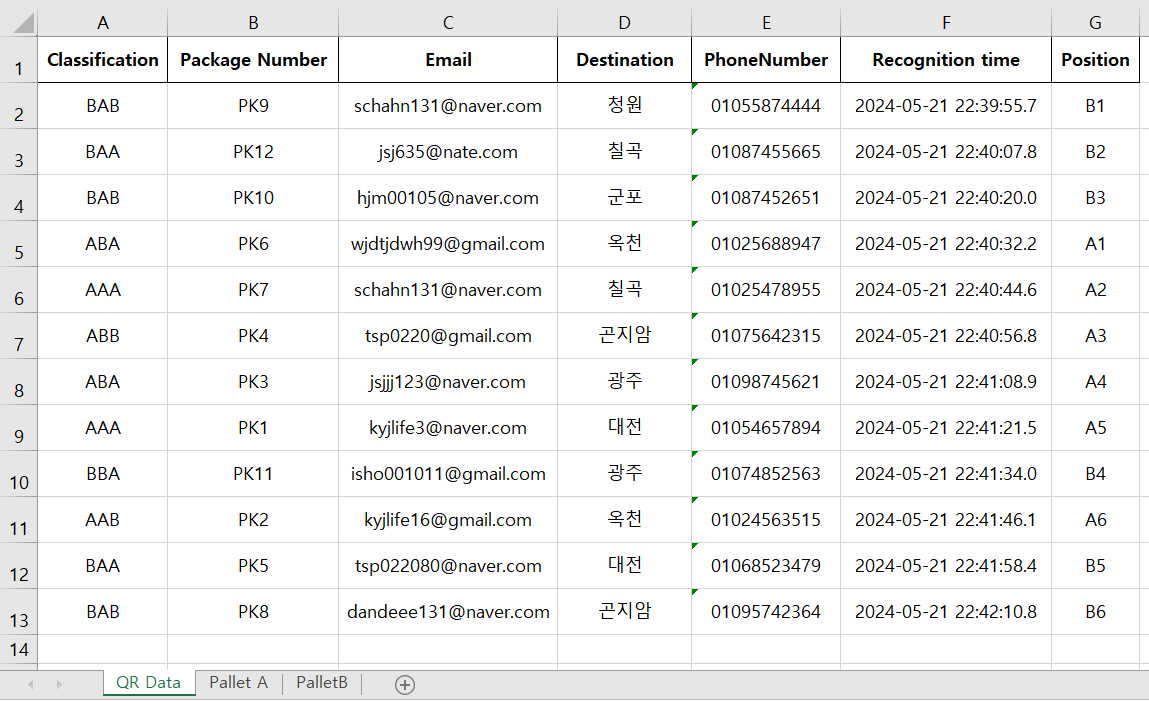 A B C D E F G
1 Classification Package Number Email Destination PhoneNumber Recognition time Position
2 BAB PK9 schahn131@naver.com 청원 01055874444 2024-05-21 22:39:55.7 B1
3 BAA PK12 jsj635@nate.com 칠곡 01087455665 2024-05-21 22:40:07.8 B2
4 BAB PK10 hjm00105@naver.com 군포 01087452651 2024-05-21 22:40:20.0 B3
5 ABA PK6 wjdtjdwh99@gmail.com 옥천 01025688947 2024-05-21 22:40:32.2 A1
6 AAA PK7 schahn131@naver.com 칠곡 01025478955 2024-05-21 22:40:44.6 A2
7 ABB PK4 tsp0220@gmail.com 곤지암 01075642315 2024-05-21 22:40:56.8 A3
8 ABA PK3 jsjjj123@naver.com 광주 01098745621 2024-05-21 22:41:08.9 A4
9 AAA PK1 kyjlife3@naver.com 대전 01054657894 2024-05-21 22:41:21.5 A5
10 BBA PK11 isho001011@gmail.com 광주 01074852563 2024-05-21 22:41:34.0 B4
11 AAB PK2 kyjlife16@gmail.com 옥천 01024563515 2024-05-21 22:41:46.1 A6
12 BAA PK5 tsp022080@naver.com 대전 01068523479 2024-05-21 22:41:58.4 B5
13 BAB PK8 dandeee131@naver.com 곤지암 01095742364 2024-05-21 22:42:10.8 B6
14
QR Data Pallet A PalletB